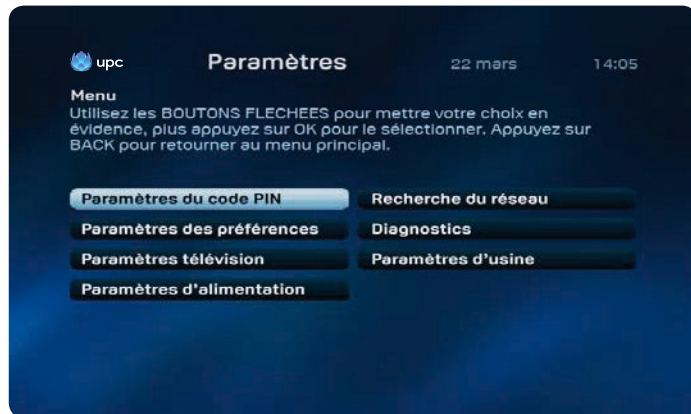 upc Paramètres 22 mars 14:05
Menu
Utilisez les BOUTONS FLECHEES pour mettre votre choix en
évidence, plus appuyez sur OK pour le sélectionner. Appuyez sur
BACK pour retourner au menu principal.
Paramètres du code PIN Recherche du réseau
Paramètres des préférences Diagnostics
Paramètres télévision Paramètres d'usine
Paramètres d'alimentation